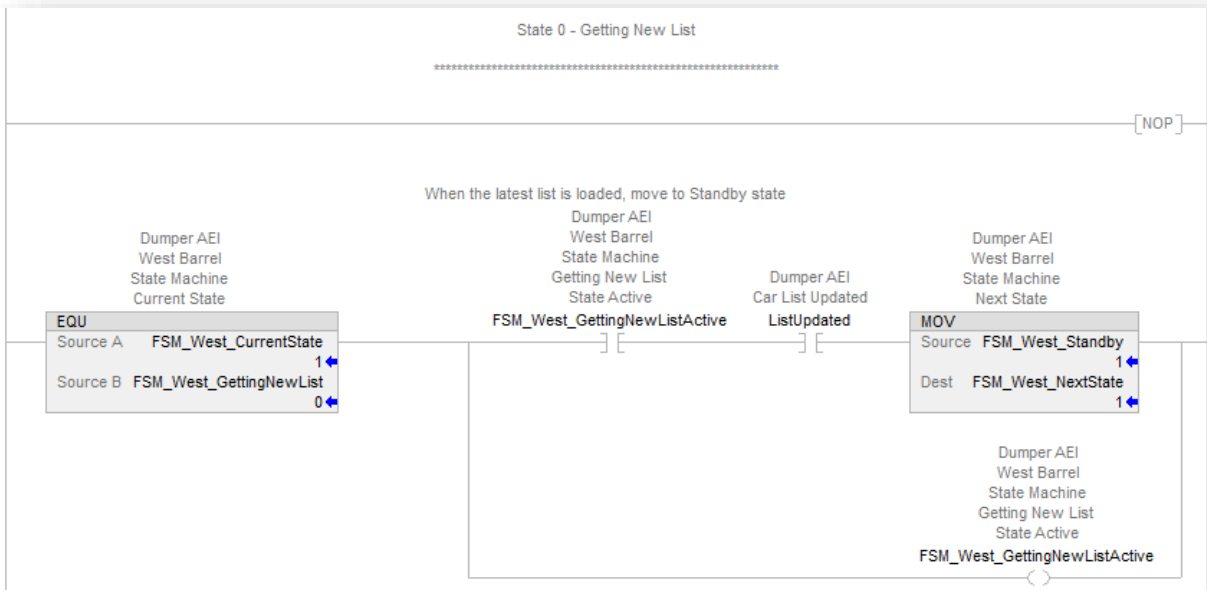 State 0 - Getting New List
******************************************************************
[NOP]
When the latest list is loaded, move to Standby state
Dumper AEI
West Barrel
State Machine
Current State
EQU
Source A FSM_West_CurrentState
1
Source B FSM_West_GettingNewList
0
Dumper AEI
West Barrel
State Machine
Getting New List
State Active
FSM_West_GettingNewListActive
Dumper AEI
Car List Updated
ListUpdated
Dumper AEI
West Barrel
State Machine
Next State
MOV
Source FSM_West_Standby
1
Dest FSM_West_NextState
1
Dumper AEI
West Barrel
State Machine
Getting New List
State Active
FSM_West_GettingNewListActive